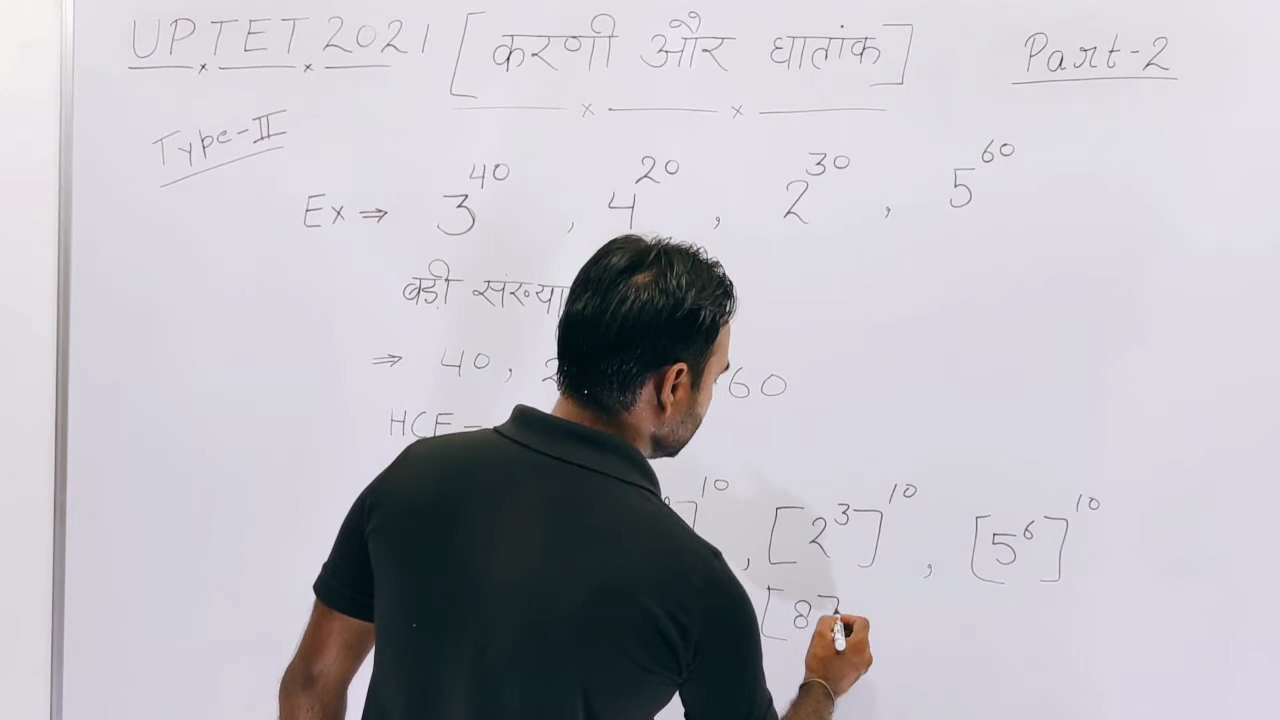 UPTET 2021 [करणी और घातांक] Part-2
Type-II
Ex ⇒ 3^40 , 4^20 , 2^30 , 5^60
बड़ी संख्या
⇒ 40, 60
HCF -
]^10 , [2^3]^10 , [5^6]^10
[8]